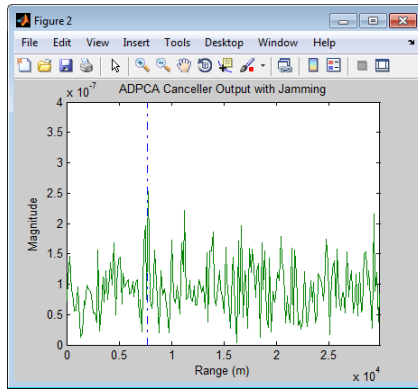 Figure 2
File Edit View Insert Tools Desktop Window Help
x 10^-7
ADPCA Canceller Output with Jamming
4
3.5
3
2.5
2
1.5
1
0.5
0
Magnitude
0 0.5 1 1.5 2 2.5
Range (m)
x 10^4